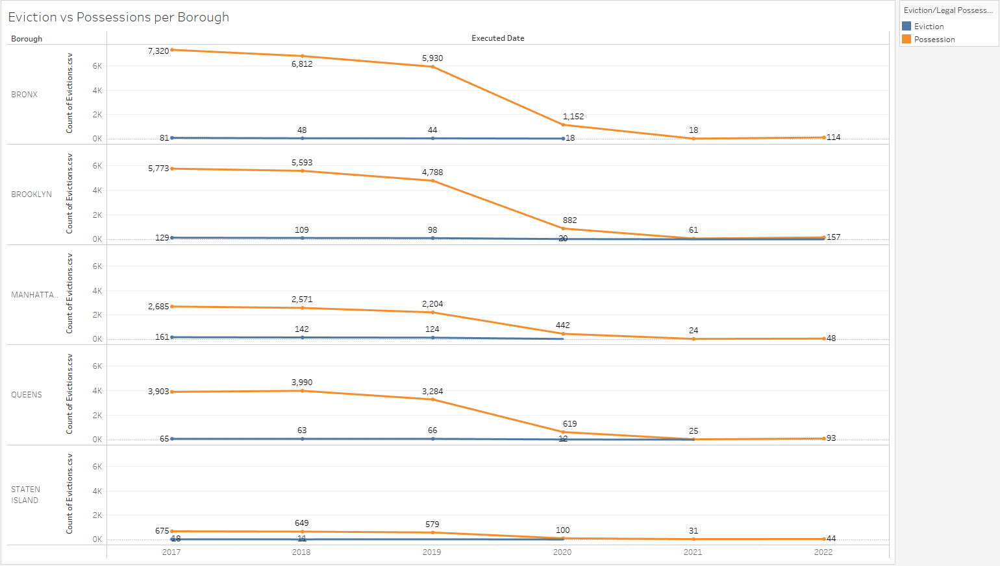 Eviction vs Possessions per Borough
Eviction/Legal Possess...
Eviction
Possession
Borough
Executed Date
BRONX
Count of Evictions.csv
6K
4K
2K
0K
7,320
6,812
5,930
1,152
18
114
81
48
44
18
BROOKLYN
Count of Evictions.csv
6K
4K
2K
0K
5,773
5,593
4,788
882
61
157
129
109
98
20
MANHATTA..
Count of Evictions.csv
6K
4K
2K
0K
2,685
2,571
2,204
442
24
48
161
142
124
QUEENS
Count of Evictions.csv
6K
4K
2K
0K
3,903
3,990
3,284
619
25
93
65
63
66
12
STATEN
ISLAND
Count of Evictions.csv
6K
4K
2K
0K
675
649
579
100
31
44
18
11
2017
2018
2019
2020
2021
2022